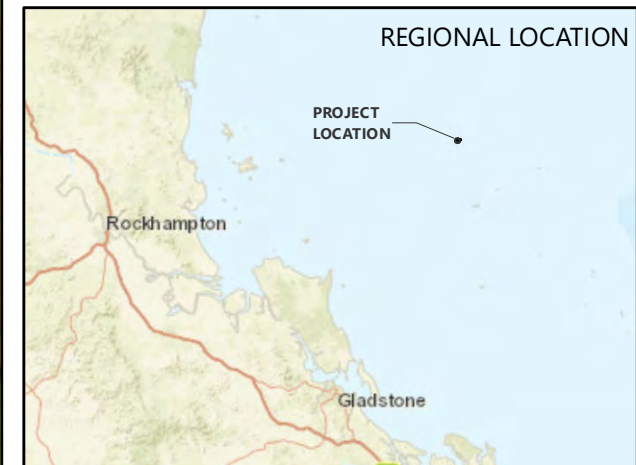 REGIONAL LOCATION
PROJECT
LOCATION
Rockhampton
Gladstone